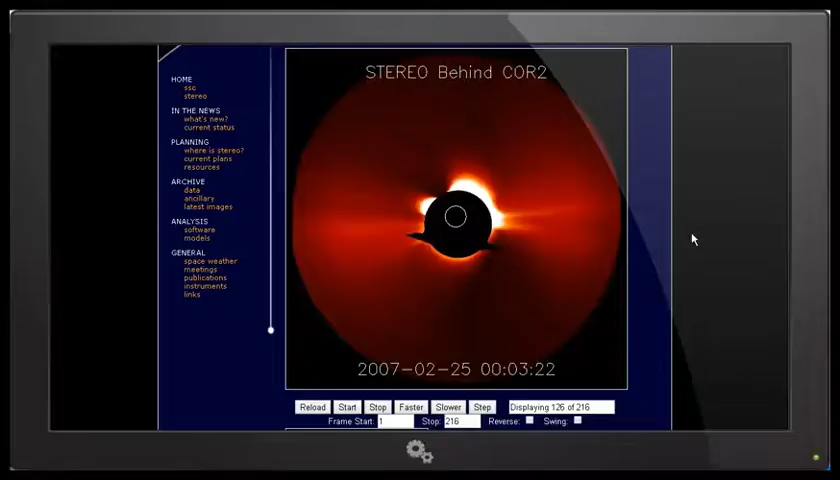 HOME
ssc
stereo
IN THE NEWS
what's new?
current status
PLANNING
where is stereo?
current plans
resources
ARCHIVE
data
ancillary
latest images
ANALYSIS
software
models
GENERAL
space weather
meetings
publications
instruments
links
STEREO Behind COR2
2007-02-25 00:03:22
Reload Start Stop Faster Slower Step Displaying 126 of 216
Frame Start: 1 Stop: 216 Reverse: Swing: